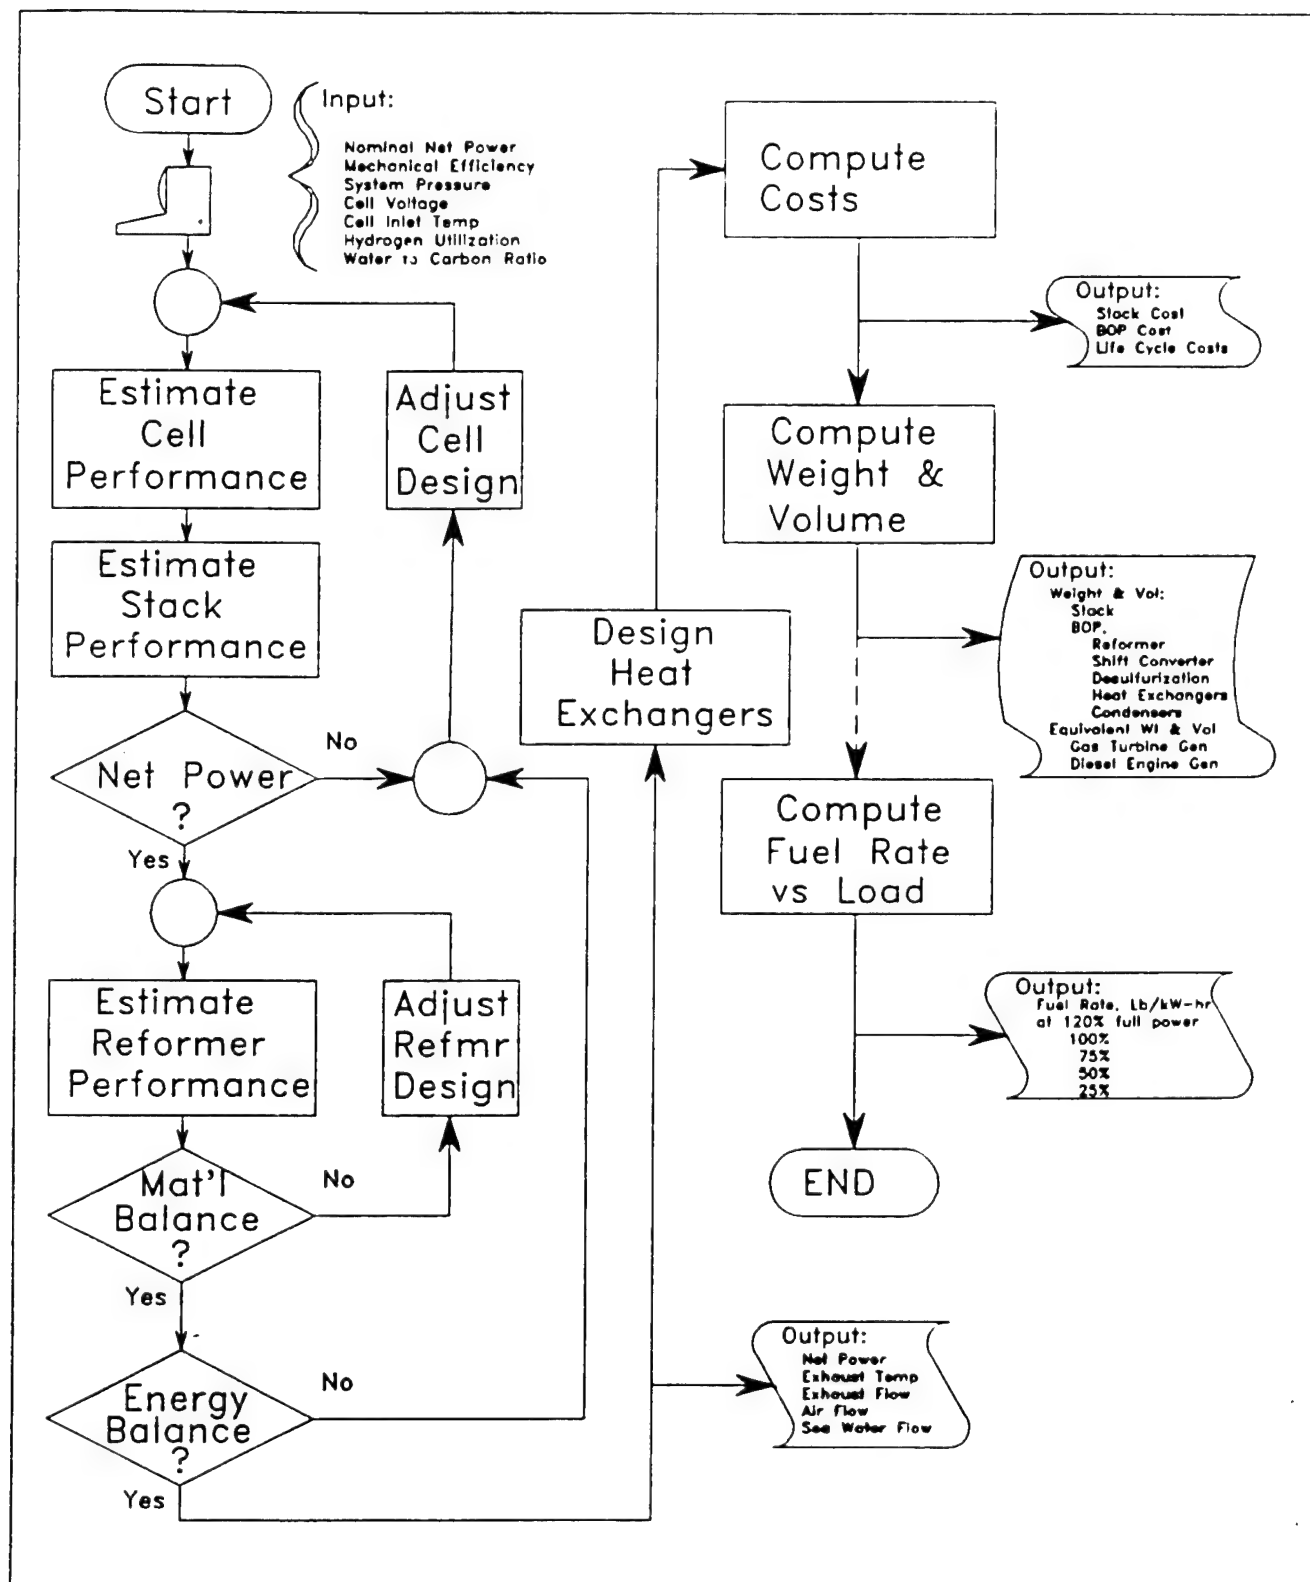 Start
Input:
Nominal Net Power
Mechanical Efficiency
System Pressure
Cell Voltage
Cell Inlet Temp
Hydrogen Utilization
Water to Carbon Ratio
Estimate
Cell
Performance
Adjust
Cell
Design
Estimate
Stack
Performance
Net Power
?
No
Yes
Estimate
Reformer
Performance
Adjust
Refmr
Design
Mat'l
Balance
?
No
Yes
Energy
Balance
?
No
Yes
Output:
Net Power
Exhaust Temp
Exhaust Flow
Air Flow
Sea Water Flow
Design
Heat
Exchangers
Compute
Costs
Output:
Stack Cost
BOP Cost
Life Cycle Costs
Compute
Weight &
Volume
Output:
Weight & Vol:
Stack
BOP,
Reformer
Shift Converter
Desulfurization
Heat Exchangers
Condensers
Equivalent Wt & Vol
Gas Turbine Gen
Diesel Engine Gen
Compute
Fuel Rate
vs Load
Output:
Fuel Rate, Lb/kW-hr
at 120% full power
100%
75%
50%
25%
END